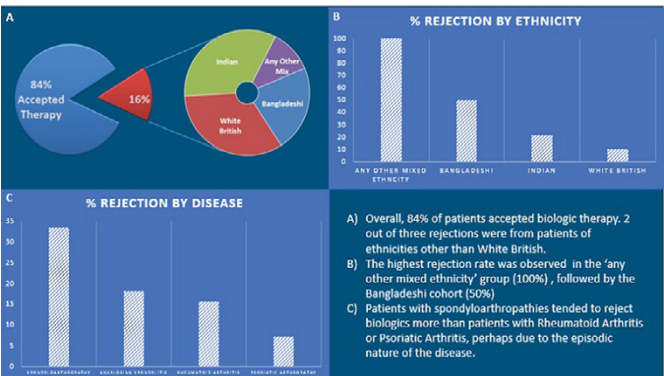 A
84%
Accepted
Therapy
16%
Indian
Any Other
Mix
Bangladeshi
White
British
B
% REJECTION BY ETHNICITY
100
90
80
70
60
50
40
30
20
10
0
ANY OTHER MIXED
ETHNCITY
BANGLADESHI
INDIAN
WHITE BRITISH
C
% REJECTION BY DISEASE
35
30
25
20
15
10
5
0
SPONDYLOARTHROPATHY
ANKYLOSING SPONDYLITIS
RHEUMATOID ARTHRITIS
PSORIATIC ARTHROPATHY
A) Overall, 84% of patients accepted biologic therapy. 2
out of three rejections were from patients of
ethnicities other than White British.
B) The highest rejection rate was observed in the ‘any
other mixed ethnicity’ group (100%) , followed by the
Bangladeshi cohort (50%)
C) Patients with spondyloarthropathies tended to reject
biologics more than patients with Rheumatoid Arthritis
or Psoriatic Arthritis, perhaps due to the episodic
nature of the disease.